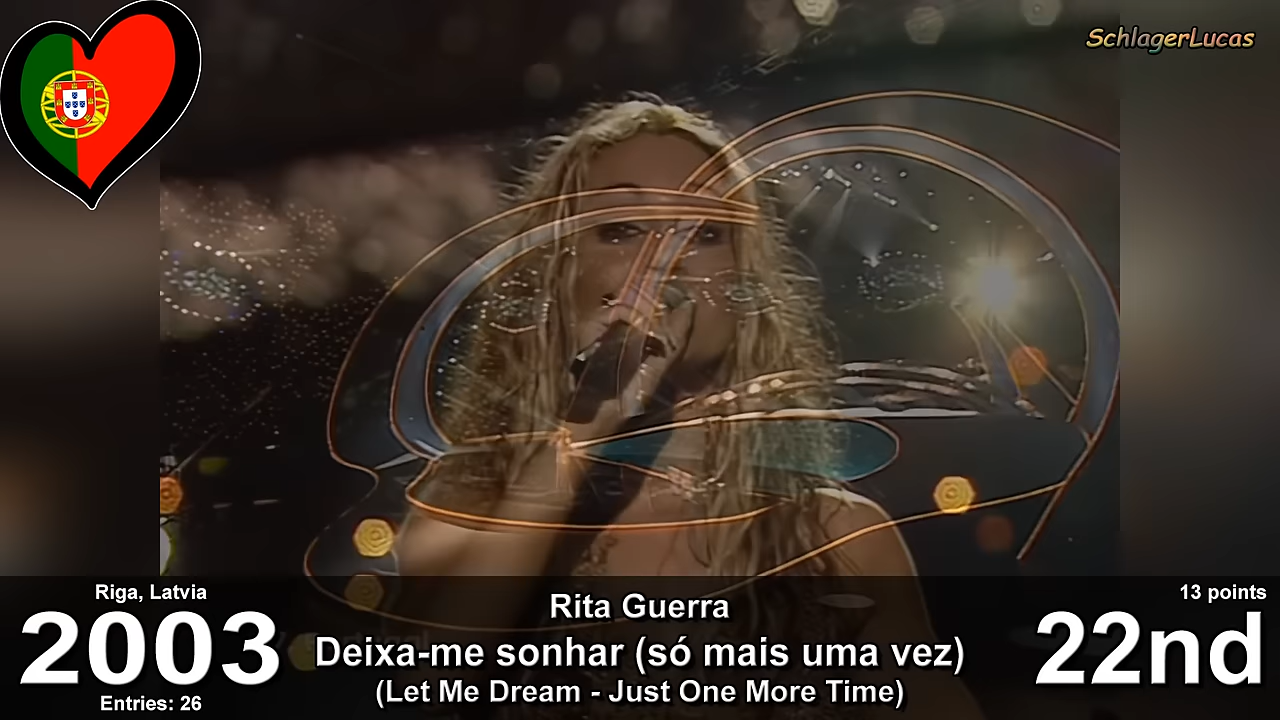 SchlagerLucas
Riga, Latvia
2003
Entries: 26
Rita Guerra
Deixa-me sonhar (só mais uma vez)
(Let Me Dream - Just One More Time)
13 points
22nd